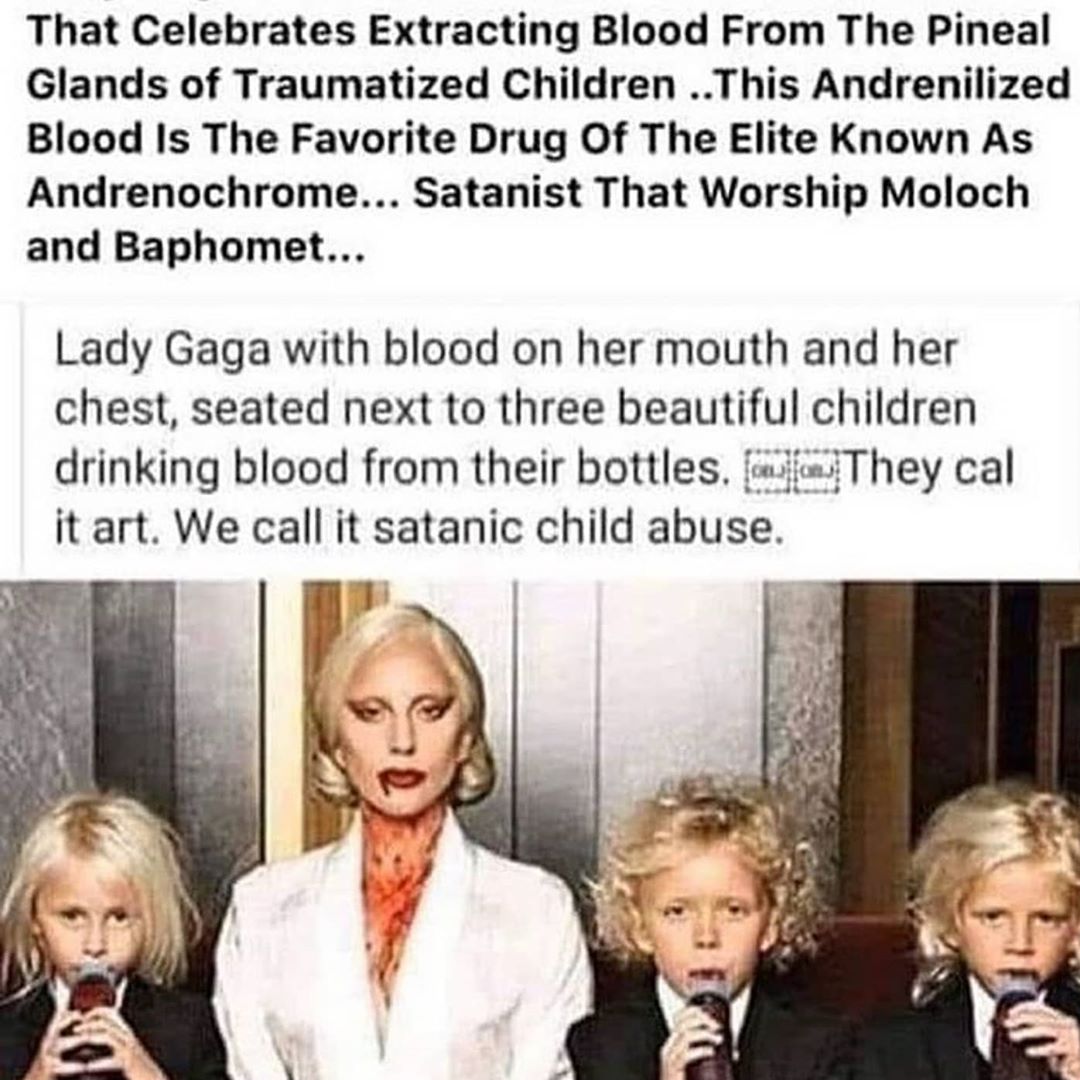 That Celebrates Extracting Blood From The Pineal
Glands of Traumatized Children ..This Andrenilized
Blood Is The Favorite Drug Of The Elite Known As
Andrenochrome... Satanist That Worship Moloch
and Baphomet...
Lady Gaga with blood on her mouth and her
chest, seated next to three beautiful children
drinking blood from their bottles. They cal
it art. We call it satanic child abuse.